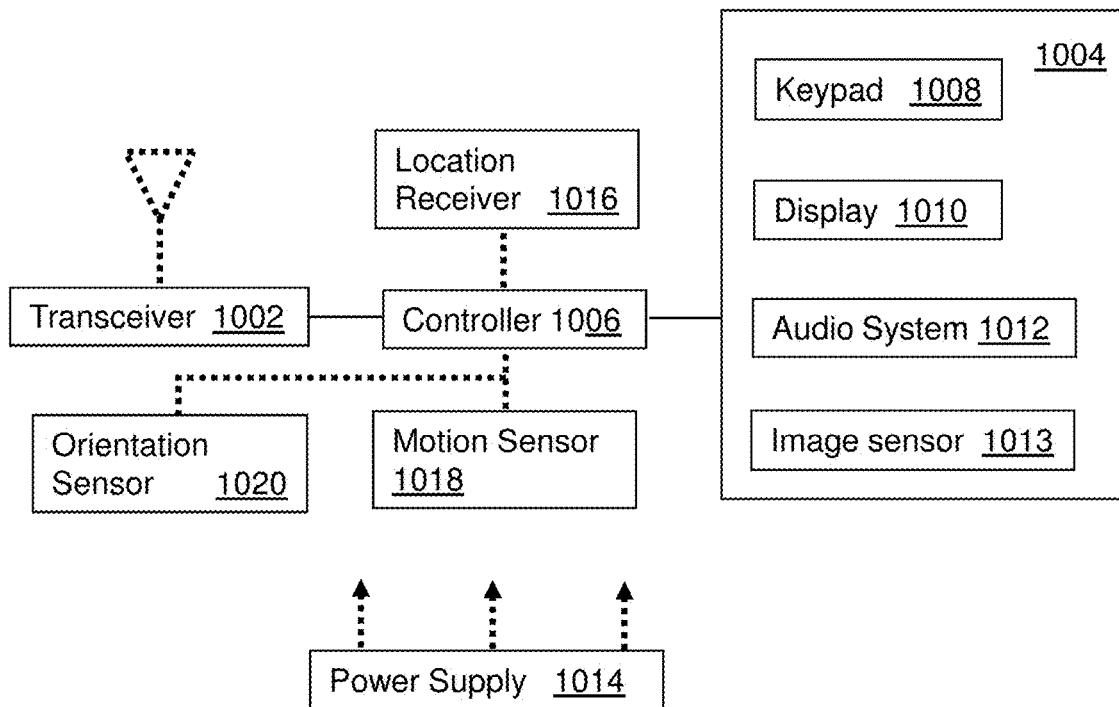 1004
Keypad 1008
Location
Receiver 1016
Display 1010
Transceiver 1002
Controller 1006
Audio System 1012
Orientation
Sensor 1020
Motion Sensor
1018
Image sensor 1013
Power Supply 1014